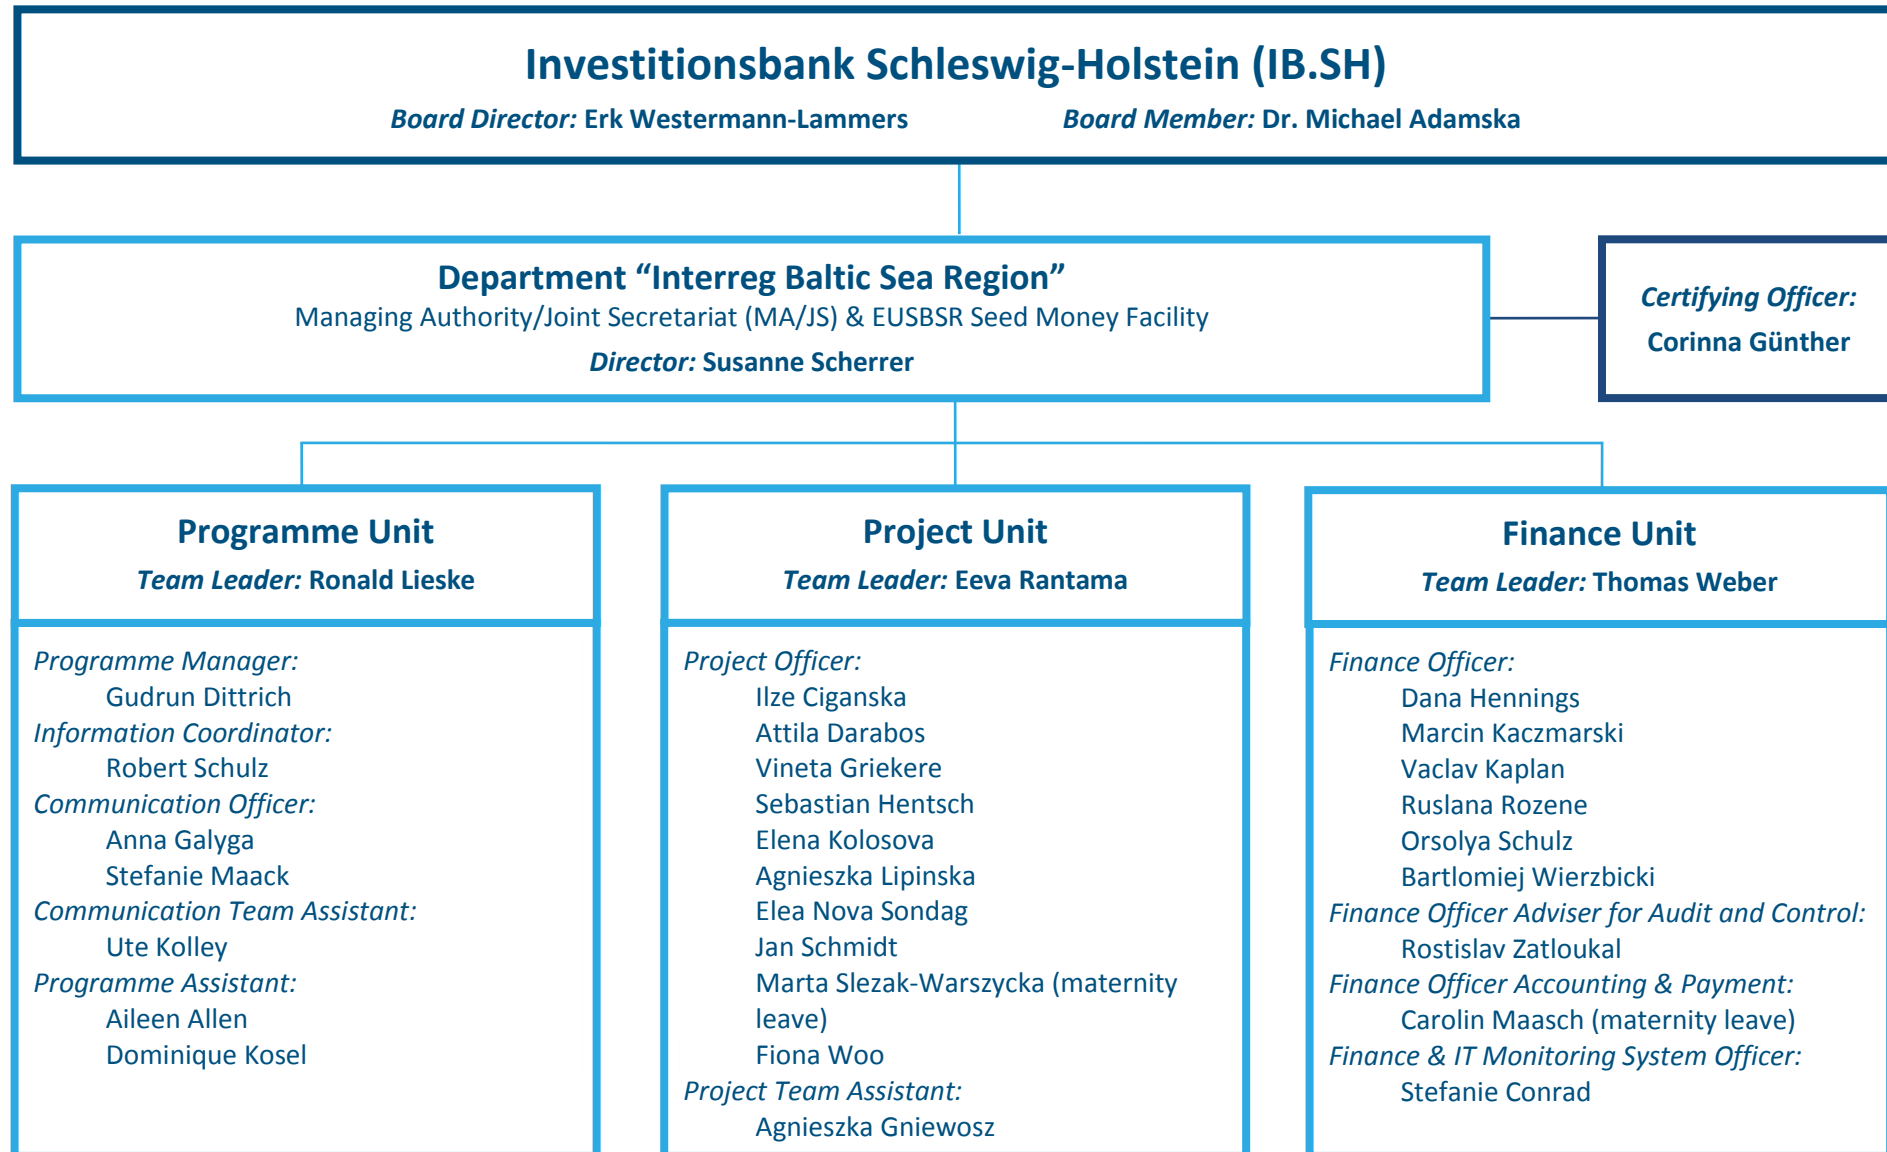 Investitionsbank Schleswig-Holstein (IB.SH)
Board Director: Erk Westermann-Lammers Board Member: Dr. Michael Adamska
Department “Interreg Baltic Sea Region”
Managing Authority/Joint Secretariat (MA/JS) & EUSBSR Seed Money Facility
Director: Susanne Scherrer
Certifying Officer:
Corinna Günther
Programme Unit
Team Leader: Ronald Lieske
Programme Manager:
Gudrun Dittrich
Information Coordinator:
Robert Schulz
Communication Officer:
Anna Galyga
Stefanie Maack
Communication Team Assistant:
Ute Kolley
Programme Assistant:
Aileen Allen
Dominique Kosel
Project Unit
Team Leader: Eeva Rantama
Project Officer:
Ilze Ciganska
Attila Darabos
Vineta Griekere
Sebastian Hentsch
Elena Kolosova
Agnieszka Lipinska
Elea Nova Sondag
Jan Schmidt
Marta Slezak-Warszycka (maternity
leave)
Fiona Woo
Project Team Assistant:
Agnieszka Gniewosz
Finance Unit
Team Leader: Thomas Weber
Finance Officer:
Dana Hennings
Marcin Kaczmarski
Vaclav Kaplan
Ruslana Rozene
Orsolya Schulz
Bartlomiej Wierzbicki
Finance Officer Adviser for Audit and Control:
Rostislav Zatloukal
Finance Officer Accounting & Payment:
Carolin Maasch (maternity leave)
Finance & IT Monitoring System Officer:
Stefanie Conrad